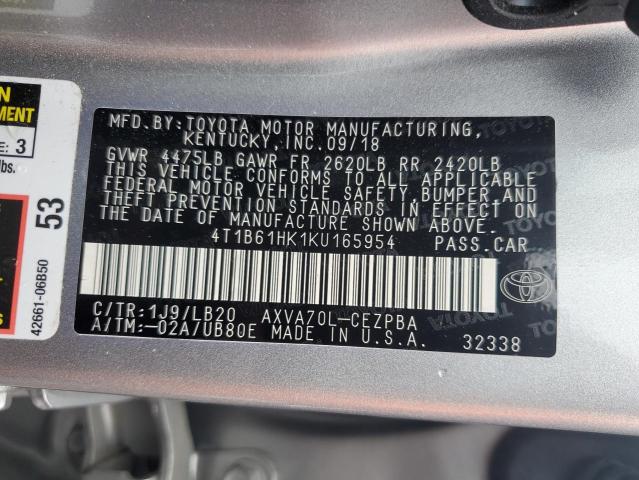 MFD. BY: TOYOTA MOTOR MANUFACTURING,
KENTUCKY, INC. 09/18
GVWR 4475LB GAWR FR 2620LB RR 2420LB
THIS VEHICLE CONFORMS TO ALL APPLICABLE
FEDERAL MOTOR VEHICLE SAFETY, BUMPER, AND
THEFT PREVENTION STANDARDS IN EFFECT ON
THE DATE OF MANUFACTURE SHOWN ABOVE.
4T1B61HK1KU165954 PASS.CAR
C/TR:1J9/LB20 AXVA70L-CEZPBA
A/TM:-02A/UB80E MADE IN U.S.A.
32338
TOYOTA
E: 3
lbs.
53
42661-06B50